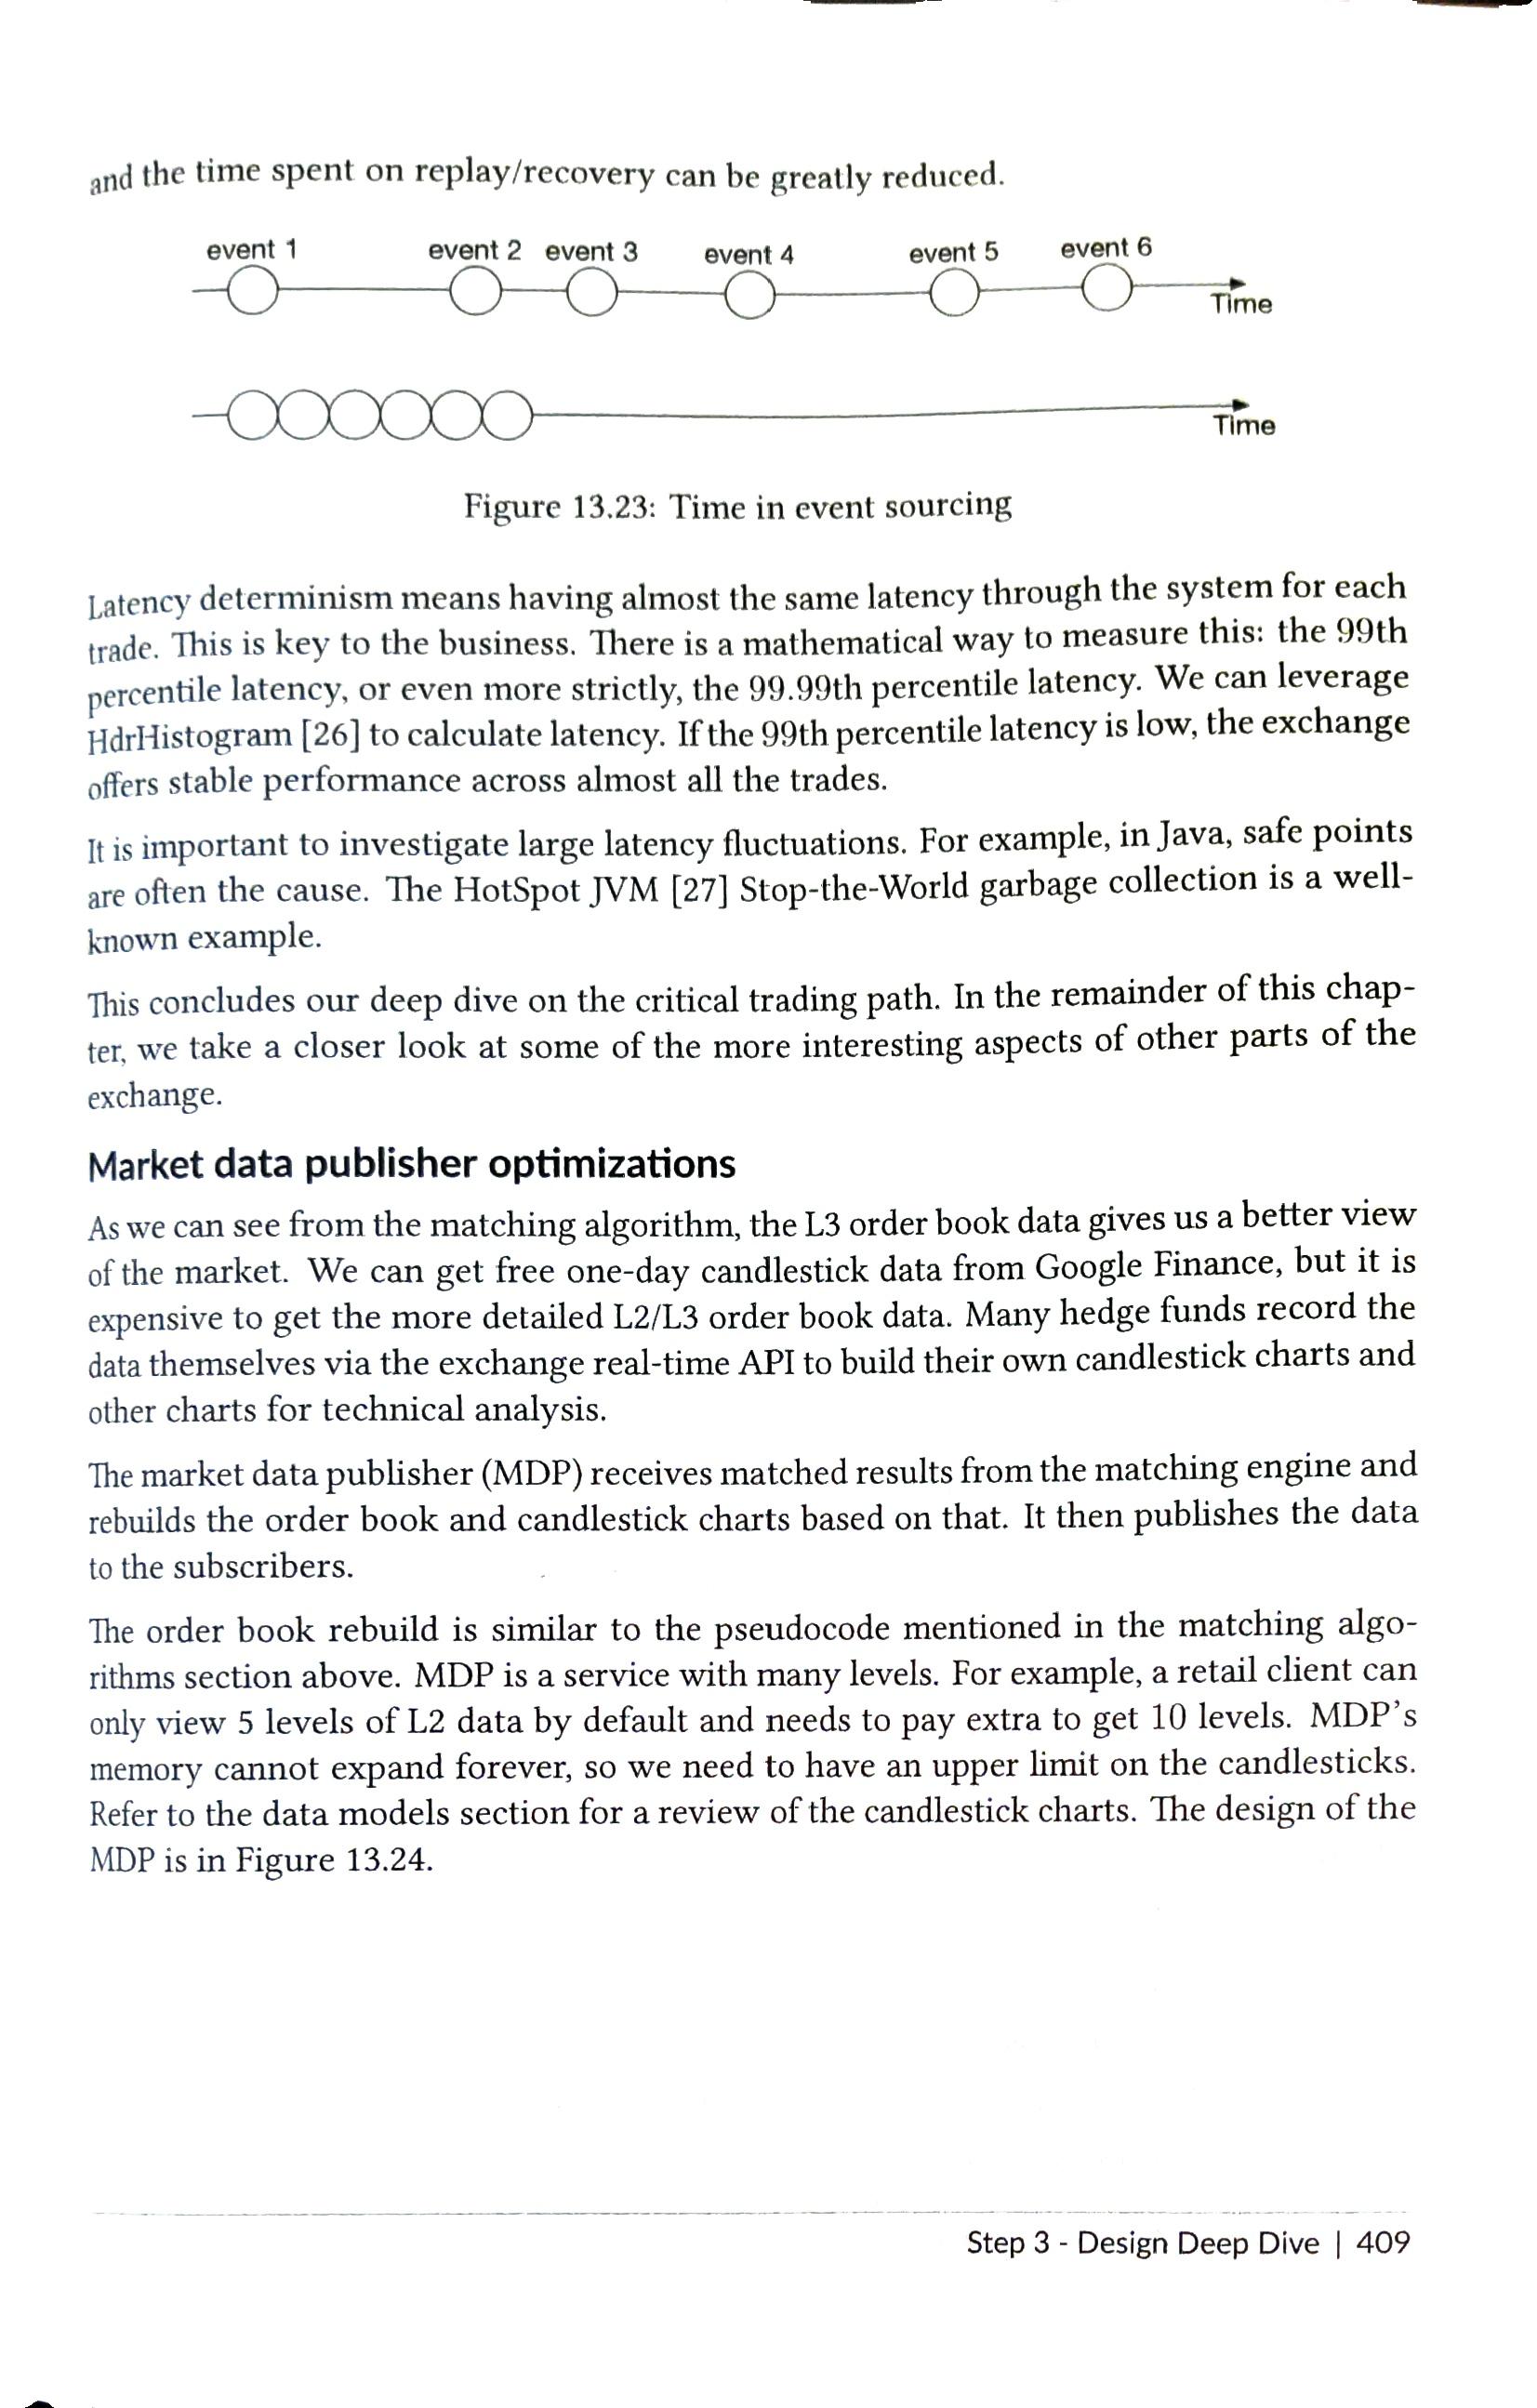 and the time spent on replay/recovery can be greatly reduced.
event 1 event 2 event 3 event 4 event 5 event 6
Time
Time
Figure 13.23: Time in event sourcing
Latency determinism means having almost the same latency through the system for each
trade. This is key to the business. There is a mathematical way to measure this: the 99th
percentile latency, or even more strictly, the 99.99th percentile latency. We can leverage
HdrHistogram [26] to calculate latency. If the 99th percentile latency is low, the exchange
offers stable performance across almost all the trades.
It is important to investigate large latency fluctuations. For example, in Java, safe points
are often the cause. The HotSpot JVM [27] Stop-the-World garbage collection is a well-
known example.
This concludes our deep dive on the critical trading path. In the remainder of this chap-
ter, we take a closer look at some of the more interesting aspects of other parts of the
exchange.
Market data publisher optimizations
As we can see from the matching algorithm, the L3 order book data gives us a better view
of the market. We can get free one-day candlestick data from Google Finance, but it is
expensive to get the more detailed L2/L3 order book data. Many hedge funds record the
data themselves via the exchange real-time API to build their own candlestick charts and
other charts for technical analysis.
The market data publisher (MDP) receives matched results from the matching engine and
rebuilds the order book and candlestick charts based on that. It then publishes the data
to the subscribers.
The order book rebuild is similar to the pseudocode mentioned in the matching algo-
rithms section above. MDP is a service with many levels. For example, a retail client can
only view 5 levels of L2 data by default and needs to pay extra to get 10 levels. MDP's
memory cannot expand forever, so we need to have an upper limit on the candlesticks.
Refer to the data models section for a review of the candlestick charts. The design of the
MDP is in Figure 13.24.
Step 3 - Design Deep Dive | 409